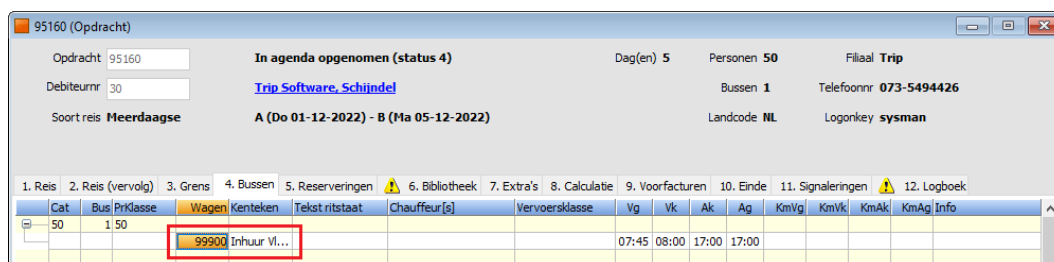 95160 (Opdracht)
Opdracht 95160 In agenda opgenomen (status 4) Dag(en) 5 Personen 50 Filiaal Trip
Debiteurnr 30 Trip Software, Schijndel Bussen 1 Telefoonnr 073-5494426
Soort reis Meerdaagse A (Do 01-12-2022) - B (Ma 05-12-2022) Landcode NL Logonkey sysman
1. Reis 2. Reis (vervolg) 3. Grens 4. Bussen 5. Reserveringen 6. Bibliotheek 7. Extra's 8. Calculatie 9. Voorfacturen 10. Einde 11. Signaleringen 12. Logboek
Cat Bus PrKlasse Wagen Kenteken Tekst ritstaat Chauffeur[s] Vervoersklasse Vg Vk Ak Ag KmVg KmVk KmAk KmAg Info
50 1 50
99900 Inhuur Vl... 07:45 08:00 17:00 17:00